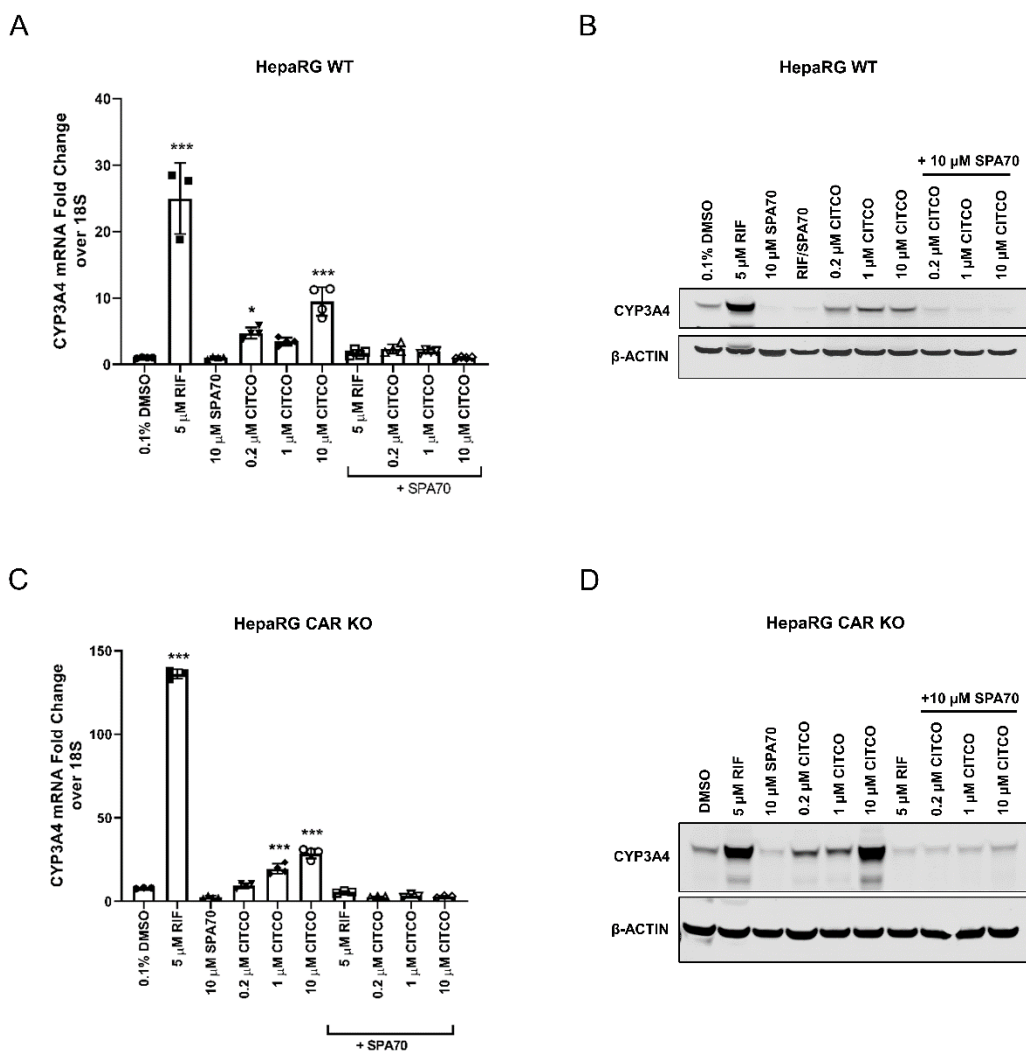 A
HepaRG WT
CYP3A4 mRNA Fold Change
over 18S
40
30
20
10
0
***
*
***
0.1% DMSO
5 μM RIF
10 μM SPA70
0.2 μM CITCO
1 μM CITCO
10 μM CITCO
5 μM RIF
0.2 μM CITCO
1 μM CITCO
10 μM CITCO
+ SPA70
B
HepaRG WT
+ 10 μM SPA70
0.1% DMSO
5 μM RIF
10 μM SPA70
RIF/SPA70
0.2 μM CITCO
1 μM CITCO
10 μM CITCO
0.2 μM CITCO
1 μM CITCO
10 μM CITCO
CYP3A4
β-ACTIN
C
HepaRG CAR KO
CYP3A4 mRNA Fold Change
over 18S
150
100
50
0
***
***
***
0.1% DMSO
5 μM RIF
10 μM SPA70
0.2 μM CITCO
1 μM CITCO
10 μM CITCO
5 μM RIF
0.2 μM CITCO
1 μM CITCO
10 μM CITCO
+ SPA70
D
HepaRG CAR KO
+10 μM SPA70
DMSO
5 μM RIF
10 μM SPA70
0.2 μM CITCO
1 μM CITCO
10 μM CITCO
5 μM RIF
0.2 μM CITCO
1 μM CITCO
10 μM CITCO
CYP3A4
β-ACTIN